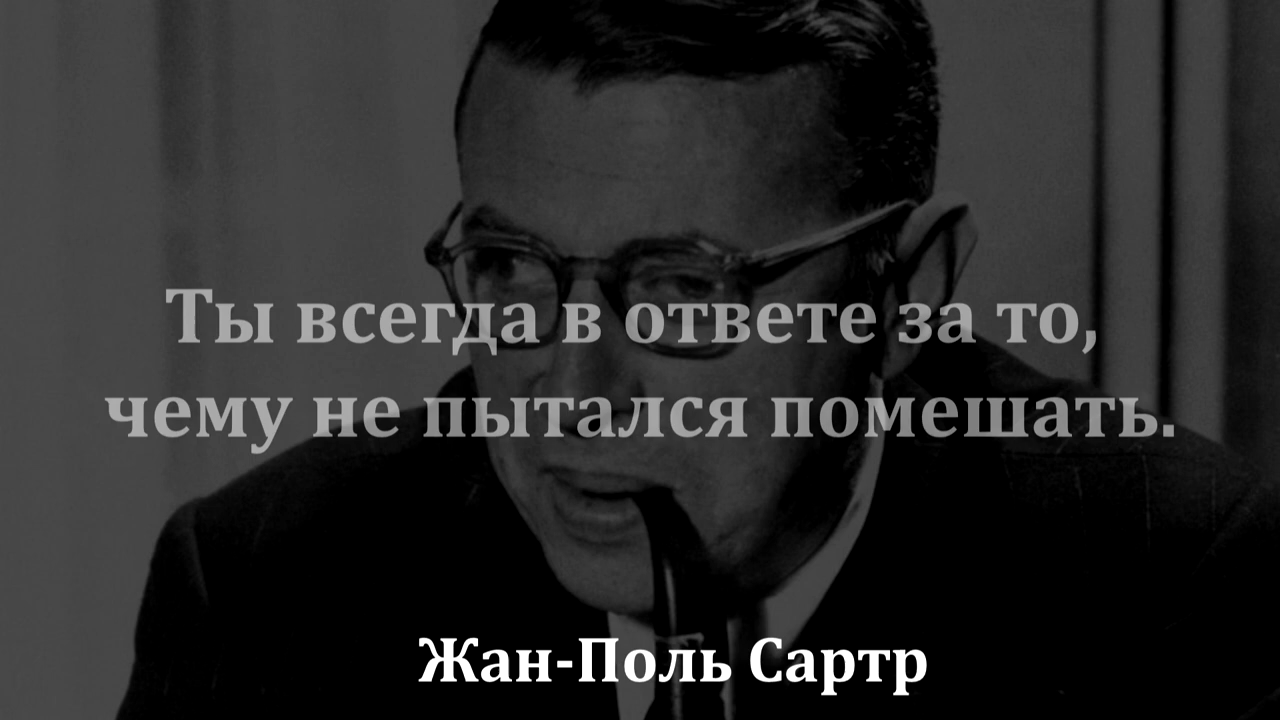 Ты всегда в ответе за то,
чему не пытался помешать.
Жан-Поль Сартр